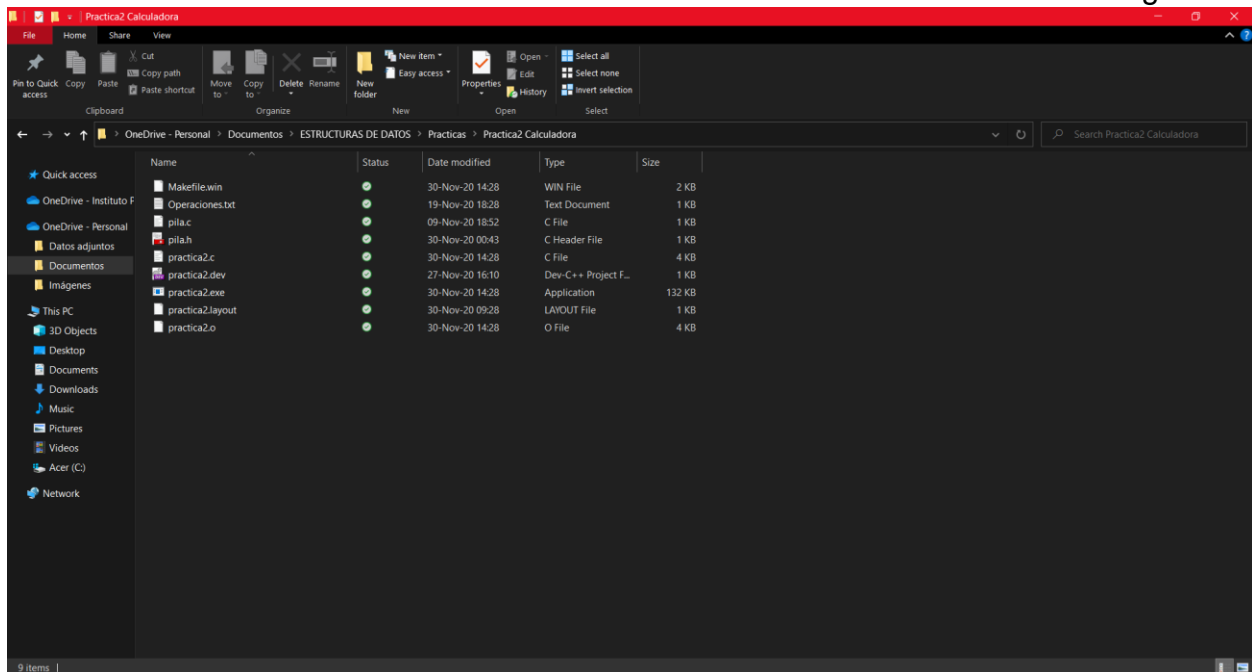 Practica2 Calculadora
File Home Share View
Pin to Quick access
Copy
Paste
Cut
Copy path
Paste shortcut
Clipboard
Move to
Copy to
Delete
Rename
Organize
New folder
New item
Easy access
New
Properties
Open
Edit
History
Open
Select all
Select none
Invert selection
Select
OneDrive - Personal > Documentos > ESTRUCTURAS DE DATOS > Practicas > Practica2 Calculadora
Search Practica2 Calculadora
Name Status Date modified Type Size
Makefile.win 30-Nov-20 14:28 WIN File 2 KB
Operaciones.txt 19-Nov-20 18:28 Text Document 1 KB
pila.c 09-Nov-20 18:52 C File 1 KB
pila.h 30-Nov-20 00:43 C Header File 1 KB
practica2.c 30-Nov-20 14:28 C File 4 KB
practica2.dev 27-Nov-20 16:10 Dev-C++ Project F... 1 KB
practica2.exe 30-Nov-20 14:28 Application 132 KB
practica2.layout 30-Nov-20 09:28 LAYOUT File 1 KB
practica2.o 30-Nov-20 14:28 O File 4 KB
Quick access
OneDrive - Instituto P
OneDrive - Personal
Datos adjuntos
Documentos
Imágenes
This PC
3D Objects
Desktop
Documents
Downloads
Music
Pictures
Videos
Acer (C:)
Network
9 items